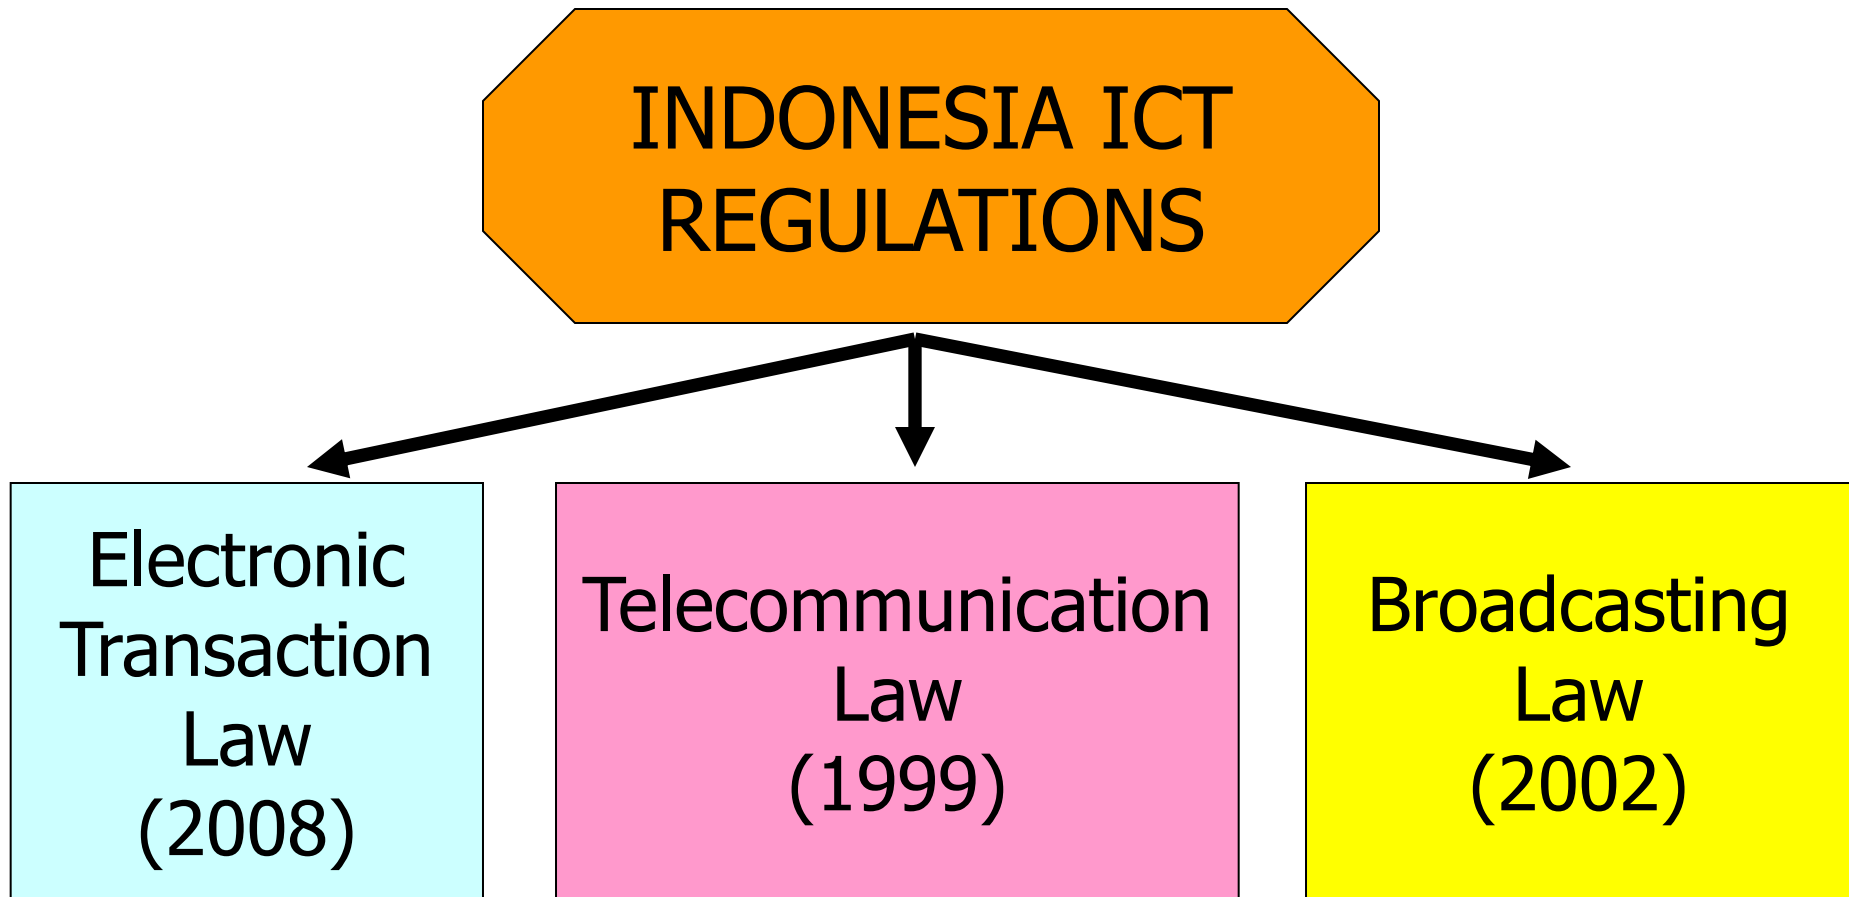 INDONESIA ICT
REGULATIONS
Electronic
Transaction
Law
(2008)
Telecommunication
Law
(1999)
Broadcasting
Law
(2002)